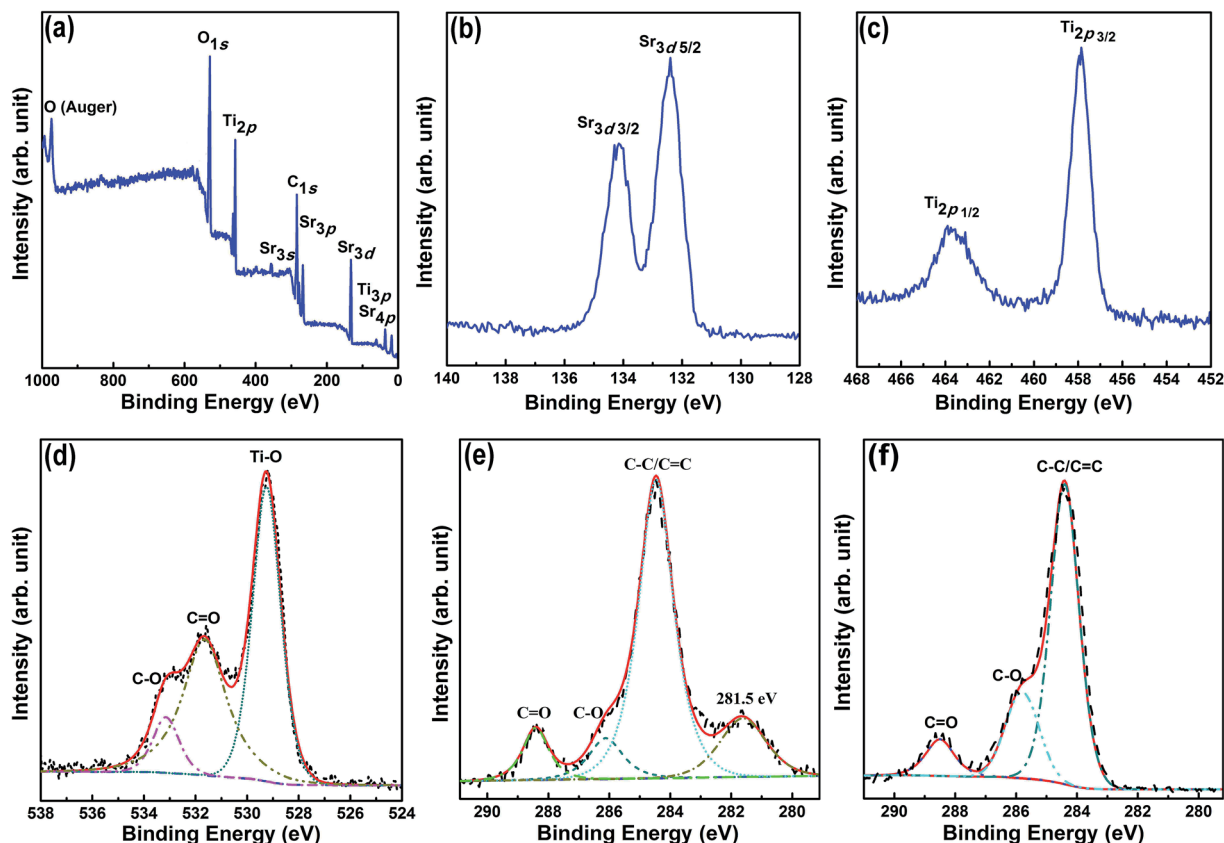 (a)
O1s
O (Auger)
Ti2p
C1s
Sr3p
Sr3s
Sr3d
Ti3p
Sr4p
Intensity (arb. unit)
1000 800 600 400 200 0
Binding Energy (eV)
(b)
Sr3d 5/2
Sr3d 3/2
Intensity (arb. unit)
140 138 136 134 132 130 128
Binding Energy (eV)
(c)
Ti2p 3/2
Ti2p 1/2
Intensity (arb. unit)
468 466 464 462 460 458 456 454 452
Binding Energy (eV)
(d)
Ti-O
C=O
C-O
Intensity (arb. unit)
538 536 534 532 530 528 526 524
Binding Energy (eV)
(e)
C-C/C=C
C=O
C-O
281.5 eV
Intensity (arb. unit)
290 288 286 284 282 280
Binding Energy (eV)
(f)
C-C/C=C
C-O
C=O
Intensity (arb. unit)
290 288 286 284 282 280
Binding Energy (eV)